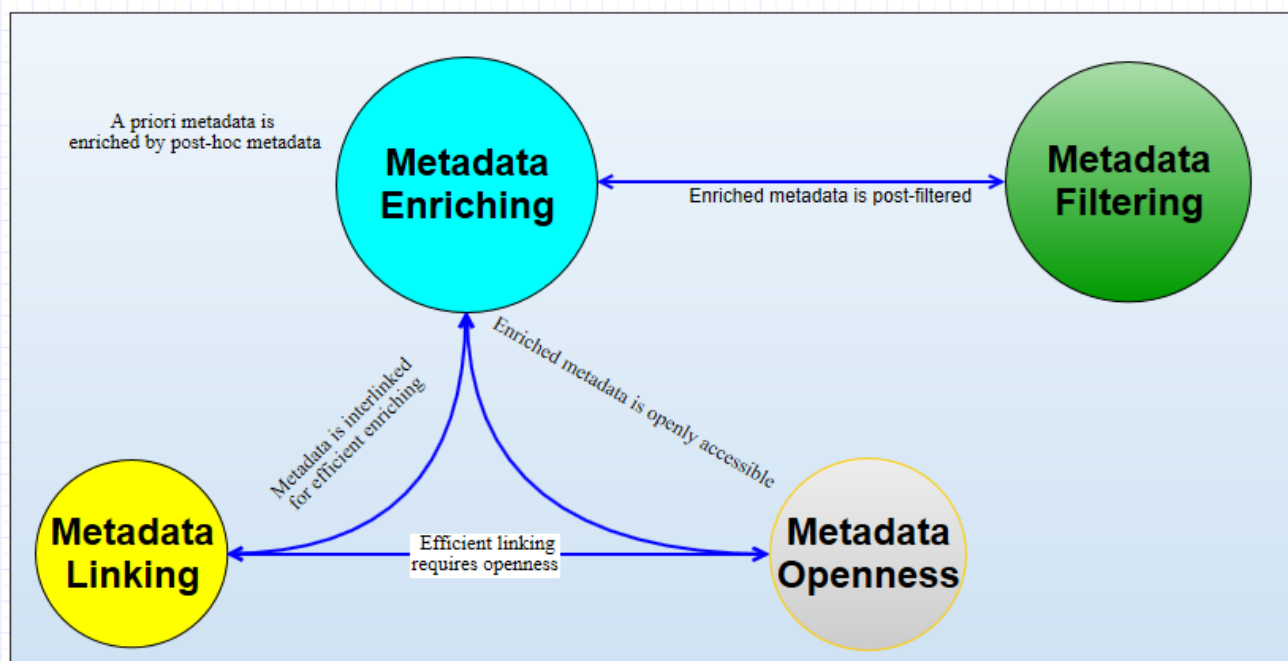 A priori metadata is
enriched by post-hoc metadata
Metadata
Enriching
Enriched metadata is post-filtered
Metadata
Filtering
Metadata is interlinked
for efficient enriching
Enriched metadata is openly accessible
Metadata
Linking
Efficient linking
requires openness
Metadata
Openness